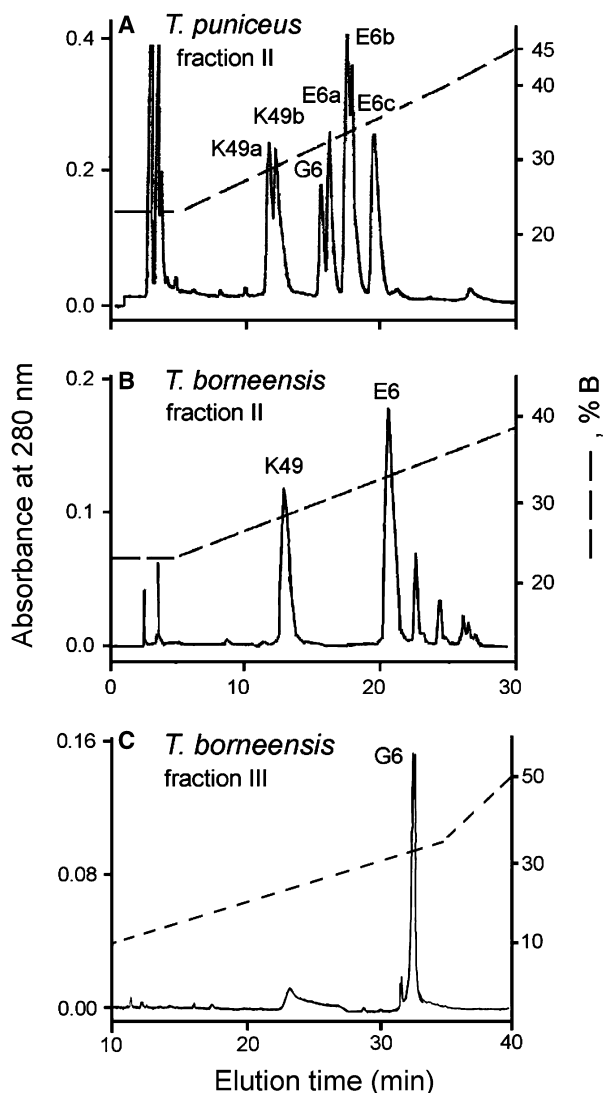 A T. puniceus
fraction II
0.4
0.2
0.0
45
40
30
20
K49a
K49b
G6
E6a
E6b
E6c
B T. borneensis
fraction II
0.2
0.1
0.0
40
30
20
K49
E6
0 10 20 30
C T. borneensis
fraction III
0.16
0.08
0.00
50
30
10
G6
10 20 30 40
Absorbance at 280 nm
, % B
Elution time (min)